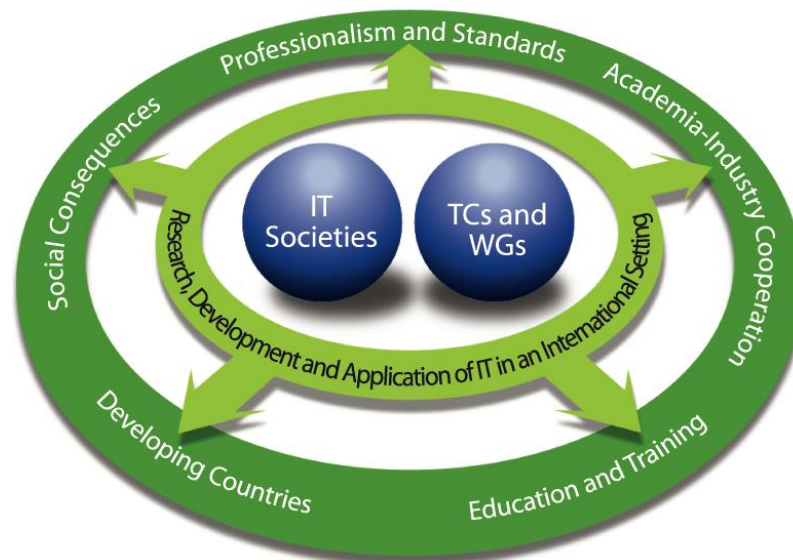 Professionalism and Standards
Academia-Industry Cooperation
Social Consequences
IT
Societies
TCs and
WGs
Research, Development and Application of IT in an International Setting
Developing Countries
Education and Training